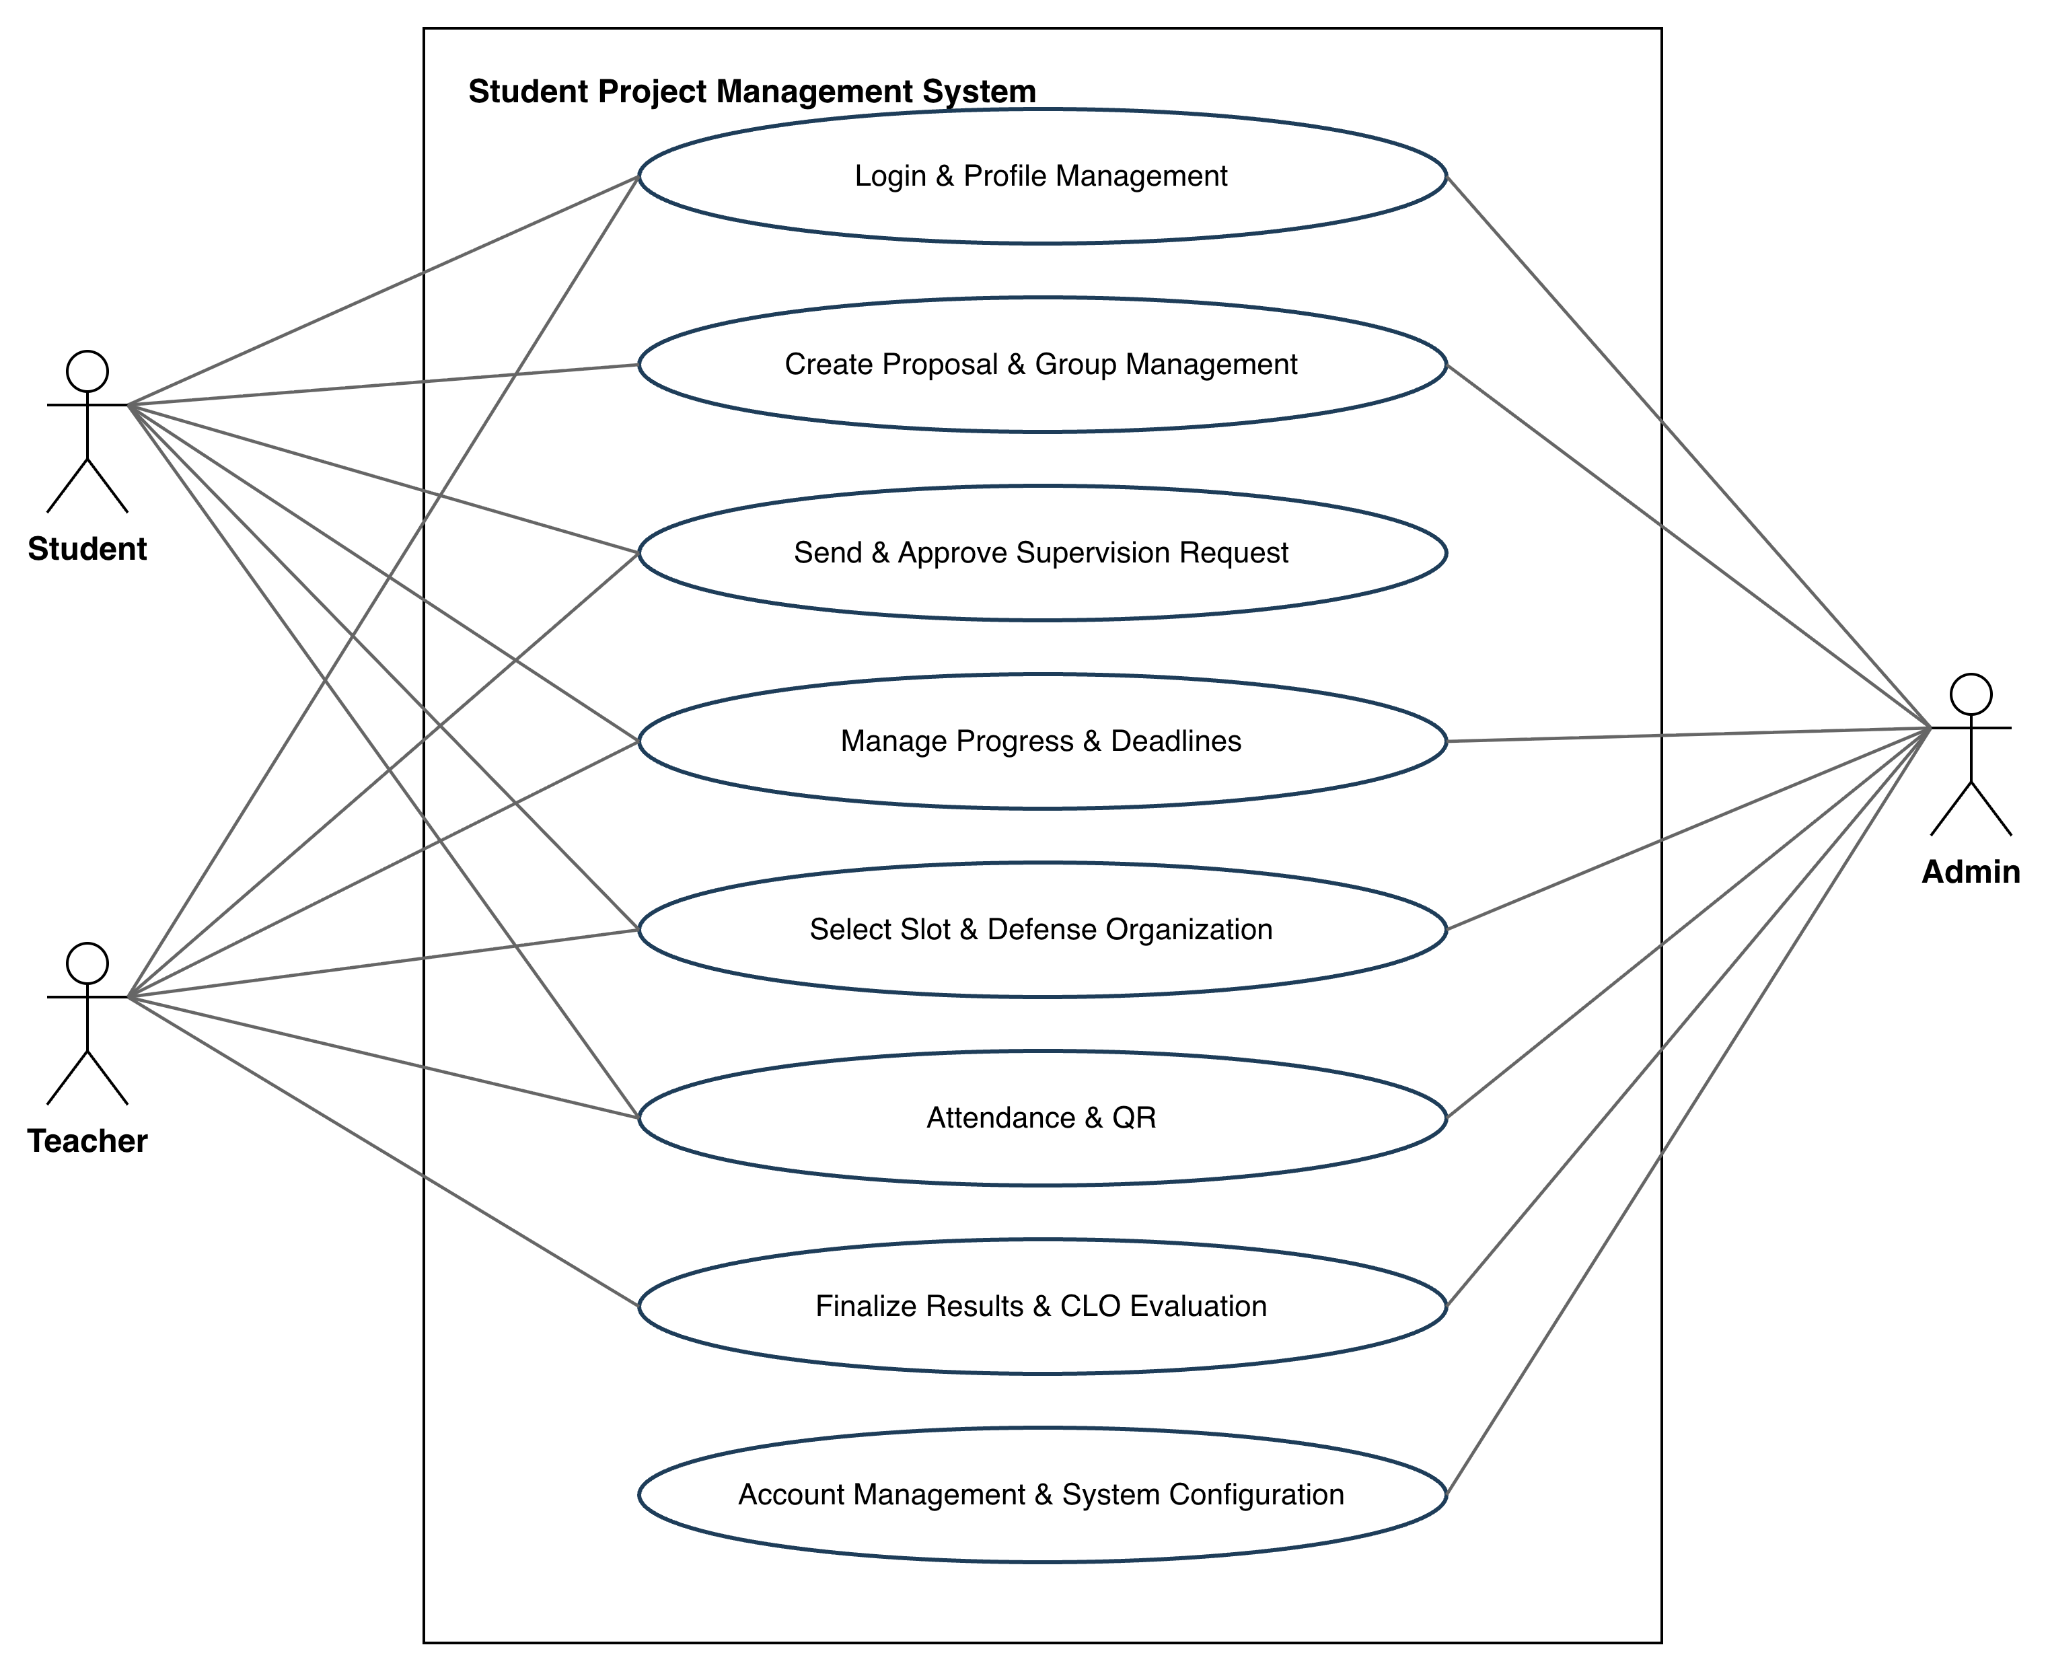 Student Project Management System
Login & Profile Management
Create Proposal & Group Management
Send & Approve Supervision Request
Manage Progress & Deadlines
Select Slot & Defense Organization
Attendance & QR
Finalize Results & CLO Evaluation
Account Management & System Configuration
Student
Teacher
Admin